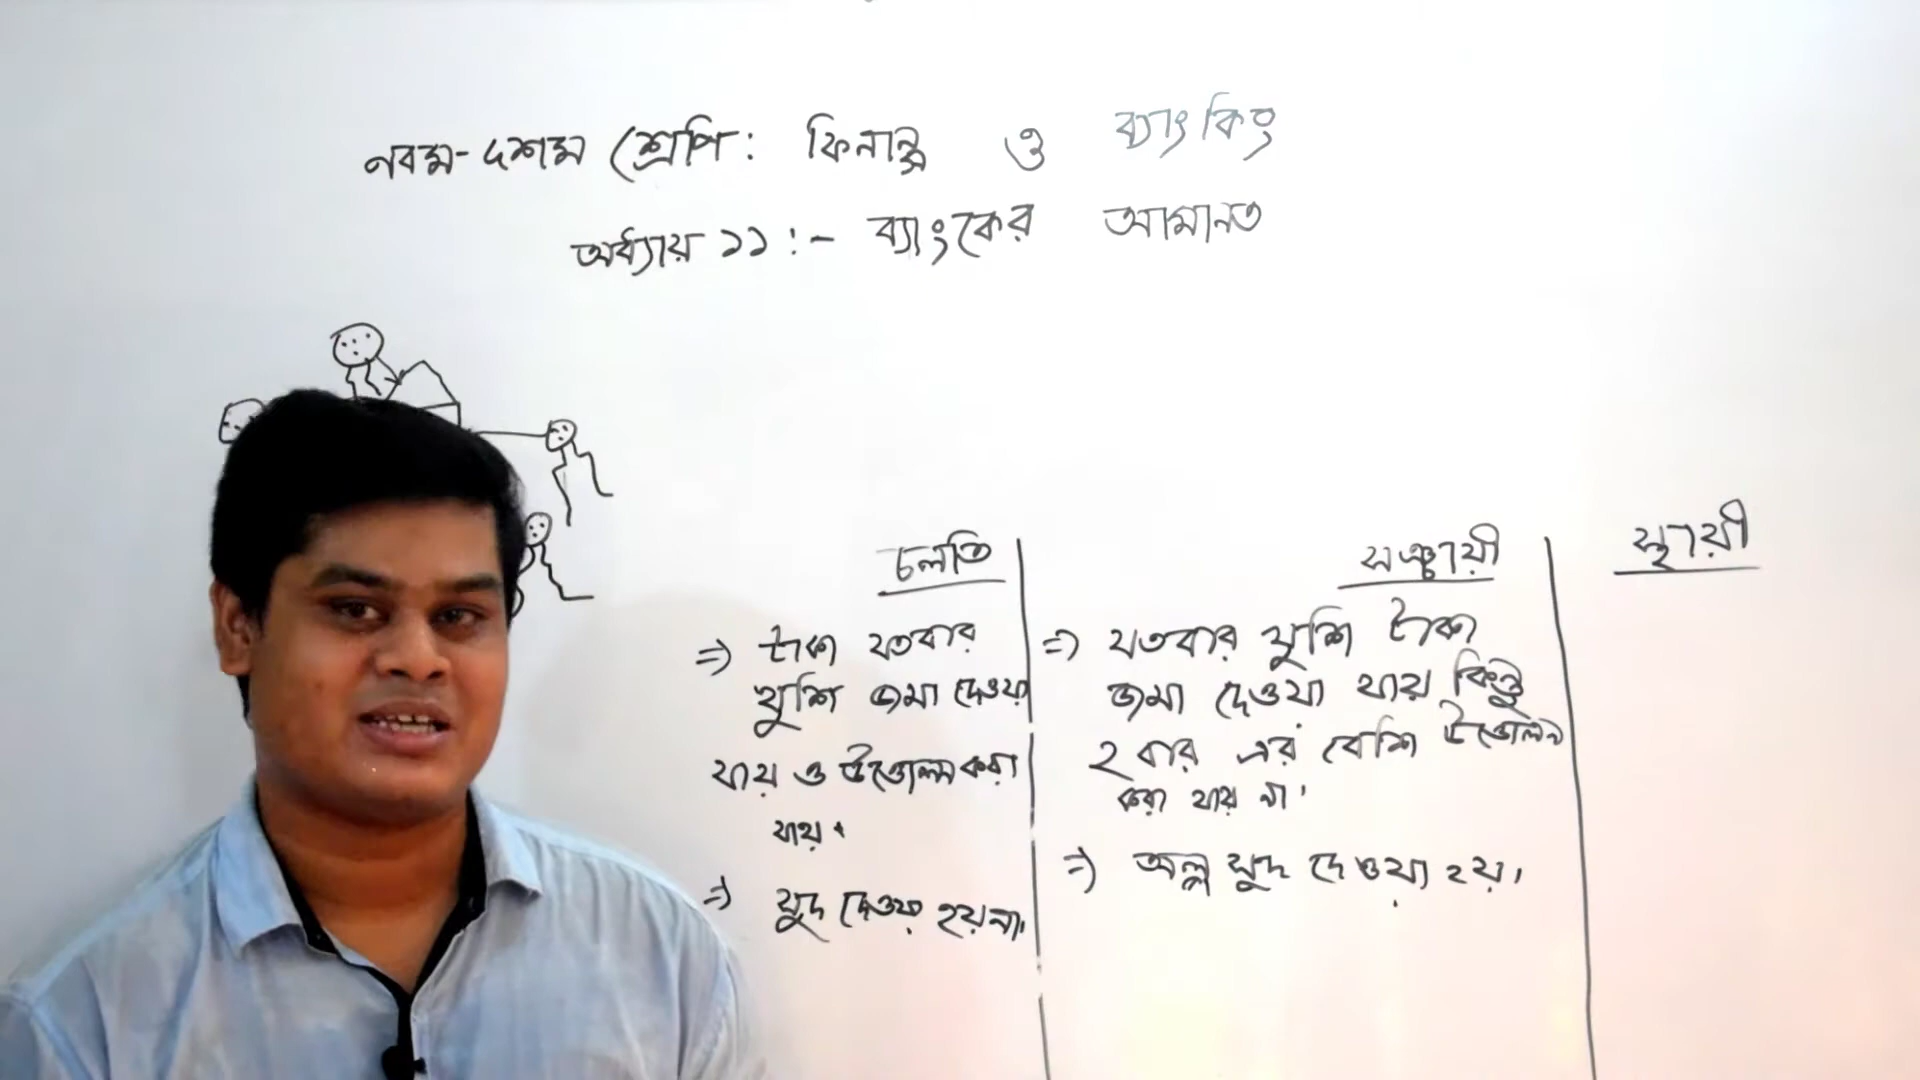 নবম-দশম শ্রেণি: ফিনান্স ও ব্যাংকিং
অধ্যায় ১১:- ব্যাংকের আমানত
চলতি
⇒ টাকা যতবার
খুশি জমা দেওয়া
যায় ও উত্তোলন করা
যায়।
⇒ সুদ দেওয়া হয় না।
সঞ্চয়ী
⇒ যতবার খুশি টাকা
জমা দেওয়া যায় কিন্তু
২ বার এর বেশি উত্তোলন
করা যায় না।
⇒ অল্প সুদ দেওয়া হয়।
স্থায়ী